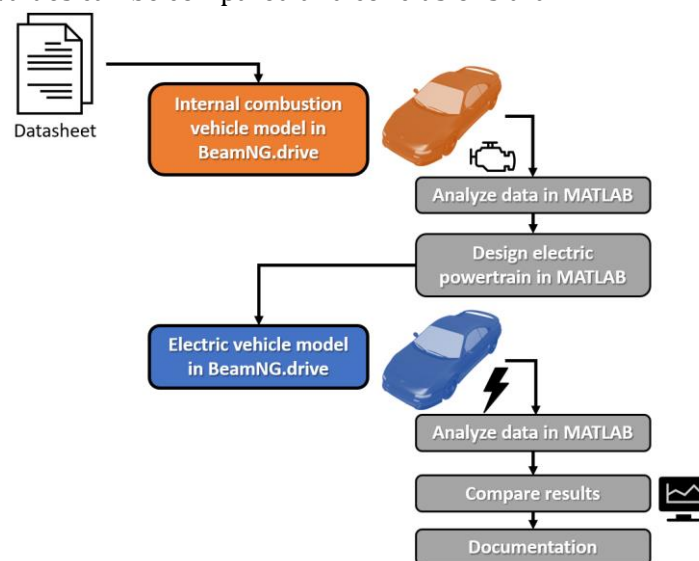 Datasheet
Internal combustion
vehicle model in
BeamNG.drive
Analyze data in MATLAB
Design electric
powertrain in MATLAB
Electric vehicle model
in BeamNG.drive
Analyze data in MATLAB
Compare results
Documentation